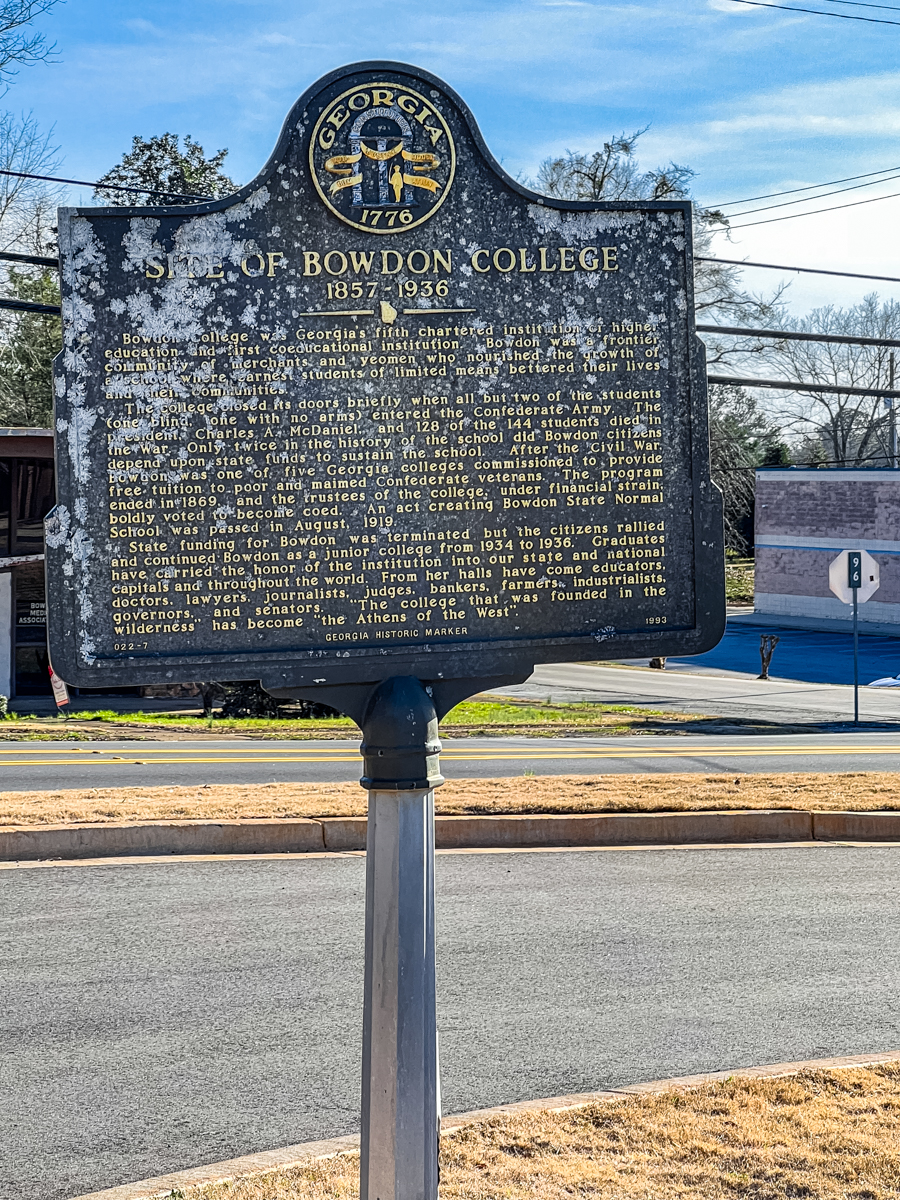 GEORGIA
1776
SITE OF BOWDON COLLEGE
1857-1936
Bowdon College was Georgia's fifth chartered institution of higher
education and first coeducational institution. Bowdon was a frontier
community of merchants and yeomen who nourished the growth of
a school where earnest students of limited means bettered their lives
and their communities.
The college closed its doors briefly when all but two of the students
(one blind, one with no arms) entered the Confederate Army. The
president, Charles A. McDaniel, and 128 of the 144 students died in
the War. Only twice in the history of the school did Bowdon citizens
depend upon state funds to sustain the school. After the Civil War
Bowdon was one of five Georgia colleges commissioned to provide
free tuition to poor and maimed Confederate veterans. The program
ended in 1869, and the trustees of the college, under financial strain,
boldly voted to become coed. An act creating Bowdon State Normal
School was passed in August, 1919.
State funding for Bowdon was terminated but the citizens rallied
and continued Bowdon as a junior college from 1934 to 1936. Graduates
have carried the honor of the institution into our state and national
capitals and throughout the world. From her halls have come educators,
doctors, lawyers, journalists, judges, bankers, farmers, industrialists,
governors, and senators. "The college that was founded in the
wilderness" has become "the Athens of the West".
022-7 GEORGIA HISTORIC MARKER 1993
BOW
MED
ASSOCIA
96